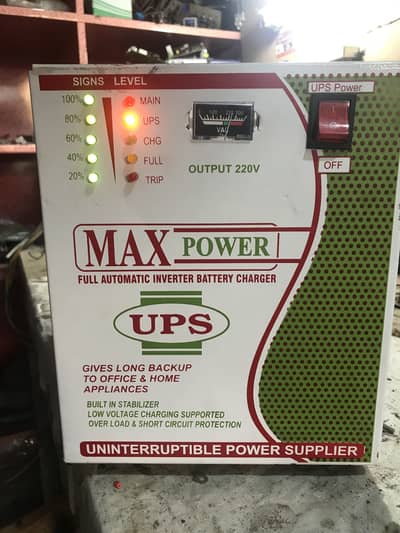 SIGNS LEVEL
100% MAIN
80% UPS
60% CHG
40% FULL
20% TRIP
VAC
OUTPUT 220V
UPS Power
OFF
MAX POWER
FULL AUTOMATIC INVERTER BATTERY CHARGER
UPS
GIVES LONG BACKUP
TO OFFICE & HOME
APPLIANCES
BUILT IN STABILIZER
LOW VOLTAGE CHARGING SUPPORTED
OVER LOAD & SHORT CIRCUIT PROTECTION
UNINTERRUPTIBLE POWER SUPPLIER